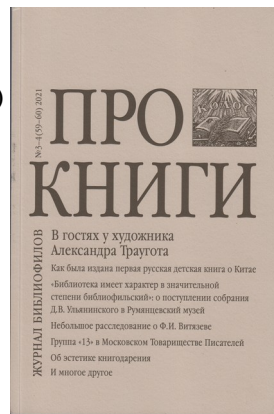 №3–4(59–60) 2021
ПРО
КОЛОС
КНИГИ
ЖУРНАЛ БИБЛИОФИЛОВ
В гостях у художника
Александра Траугота
Как была издана первая русская детская книга о Китае
«Библиотека имеет характер в значительной
степени библиофильский»: о поступлении собрания
Д.В. Ульянинского в Румянцевский музей
Небольшое расследование о Ф.И. Витязеве
Группа «13» в Московском Товариществе Писателей
Об эстетике книгодарения
И многое другое